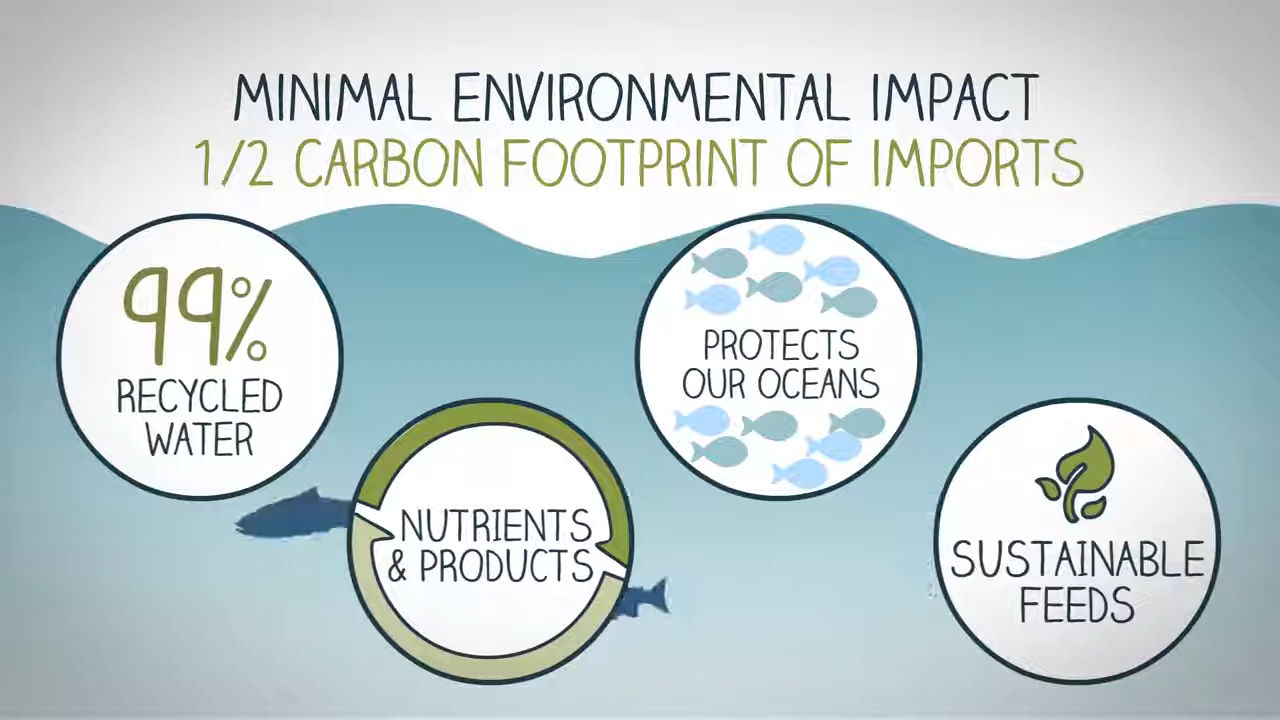 MINIMAL ENVIRONMENTAL IMPACT
1/2 CARBON FOOTPRINT OF IMPORTS
99%
RECYCLED
WATER
NUTRIENTS
& PRODUCTS
PROTECTS
OUR OCEANS
SUSTAINABLE
FEEDS